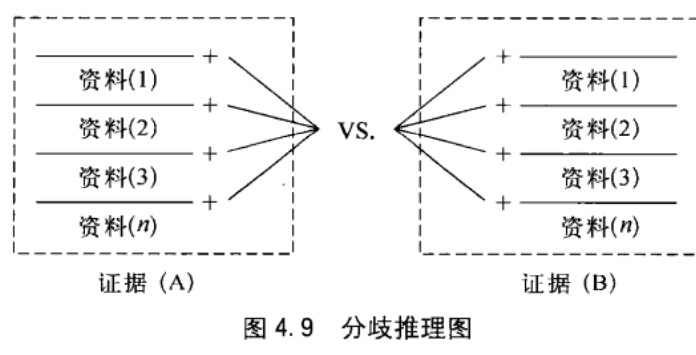 资料(1)
资料(2)
资料(3)
资料(n)
证据 (A)
VS.
资料(1)
资料(2)
资料(3)
资料(n)
证据 (B)
图 4.9 分歧推理图